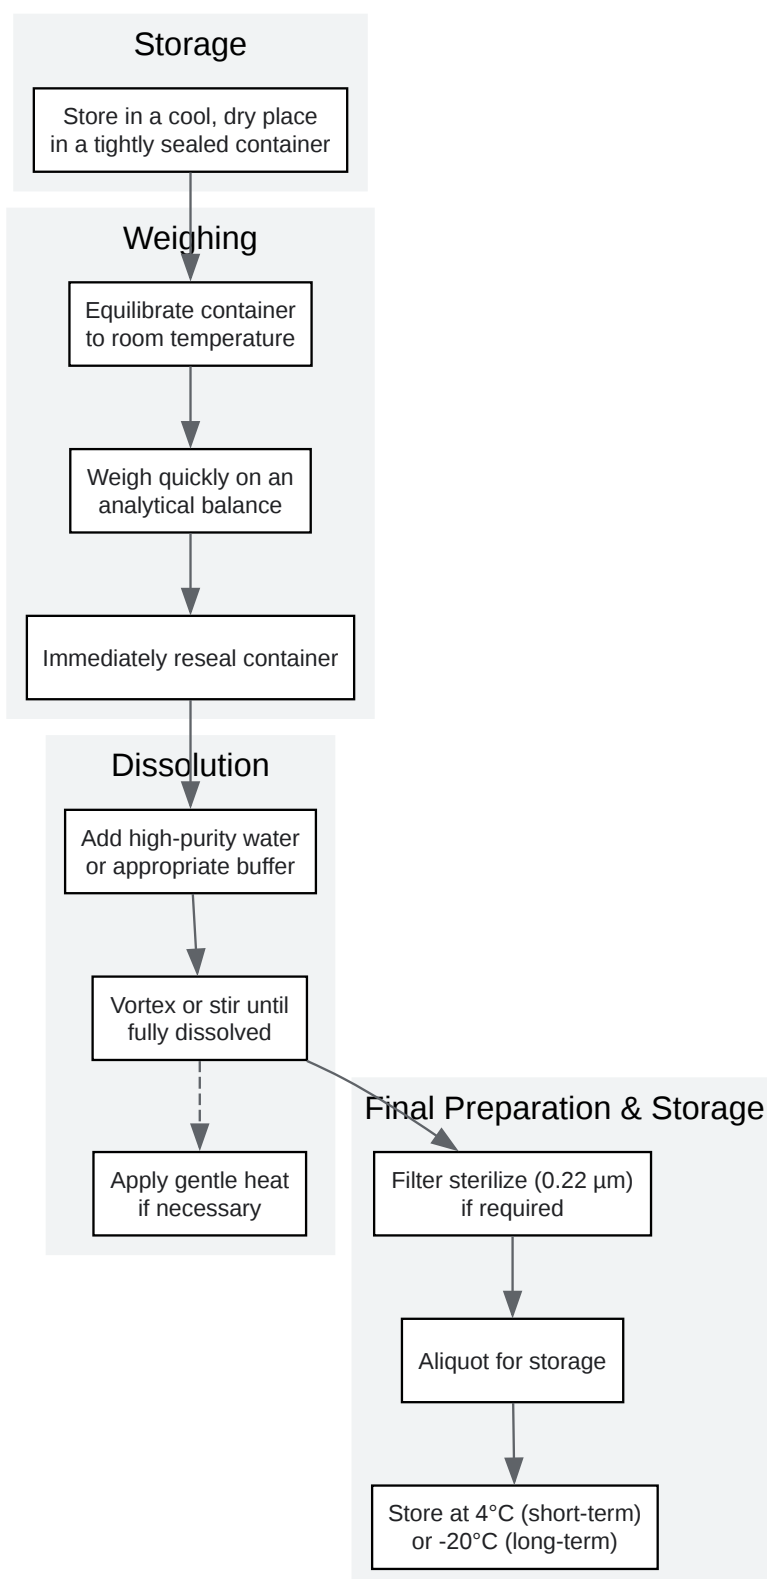 Storage
Store in a cool, dry place
in a tightly sealed container
Weighing
Equilibrate container
to room temperature
Weigh quickly on an
analytical balance
Immediately reseal container
Dissolution
Add high-purity water
or appropriate buffer
Vortex or stir until
fully dissolved
Apply gentle heat
if necessary
Final Preparation & Storage
Filter sterilize (0.22 µm)
if required
Aliquot for storage
Store at 4°C (short-term)
or -20°C (long-term)